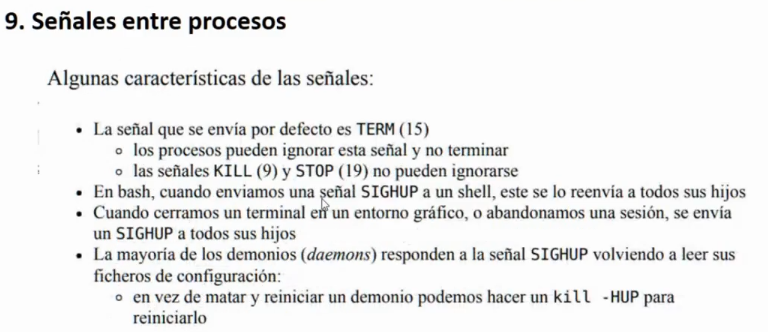 9. Señales entre procesos
Algunas características de las señales:
• La señal que se envía por defecto es TERM (15)
o los procesos pueden ignorar esta señal y no terminar
o las señales KILL (9) y STOP (19) no pueden ignorarse
• En bash, cuando enviamos una señal SIGHUP a un shell, este se lo reenvía a todos sus hijos
• Cuando cerramos un terminal en un entorno gráfico, o abandonamos una sesión, se envía
un SIGHUP a todos sus hijos
• La mayoría de los demonios (daemons) responden a la señal SIGHUP volviendo a leer sus
ficheros de configuración:
o en vez de matar y reiniciar un demonio podemos hacer un kill -HUP para
reiniciarlo